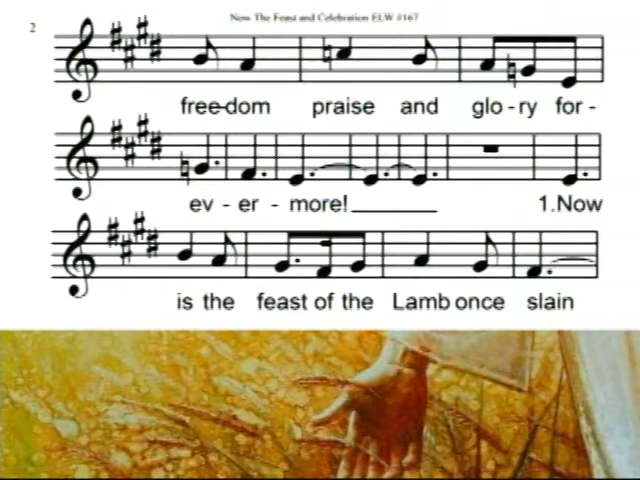 Now The Feast and Celebration ELW #167
2
free-dom praise and glo - ry for -
ev - er - more!
1.Now
is the feast of the Lamb once slain